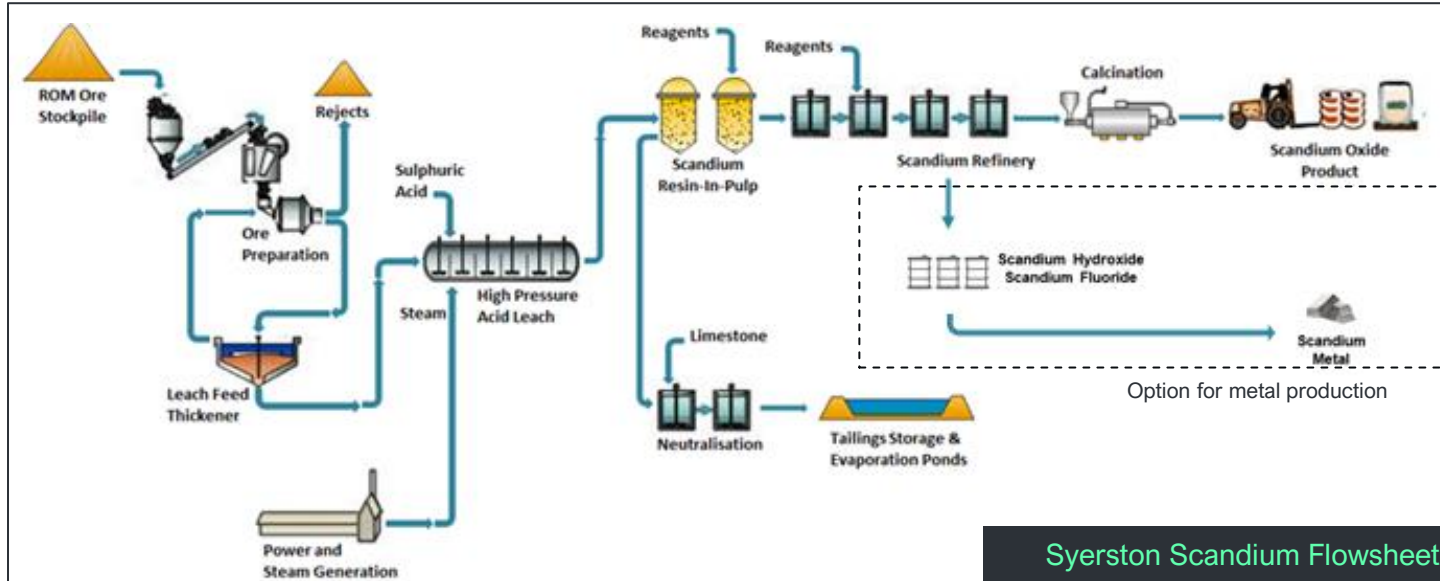 Reagents
Reagents
Calcination
ROM Ore
Stockpile
Rejects
Sulphuric
Acid
Scandium
Resin-In-Pulp
Scandium Refinery
Scandium Oxide
Product
Ore
Preparation
Steam
High Pressure
Acid Leach
Scandium Hydroxide
Scandium Fluoride
Limestone
Scandium
Metal
Leach Feed
Thickener
Option for metal production
Neutralisation
Tailings Storage &
Evaporation Ponds
Power and
Steam Generation
Syerston Scandium Flowsheet